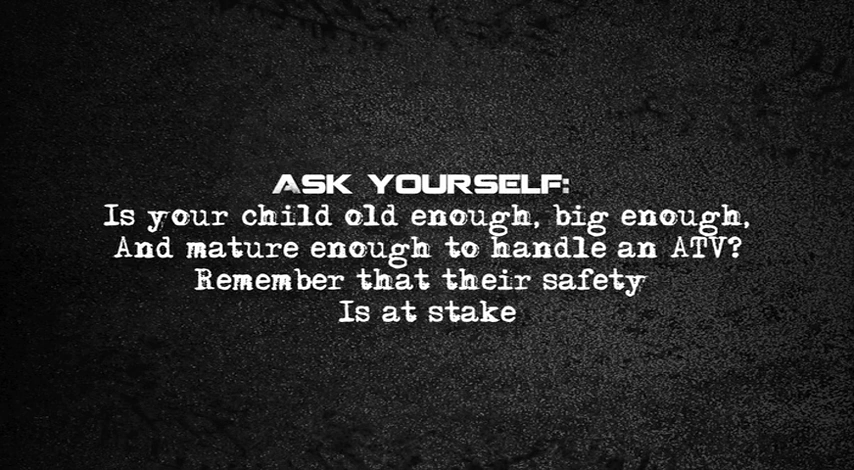 ASK YOURSELF:
Is your child old enough, big enough,
And mature enough to handle an ATV?
Remember that their safety
Is at stake